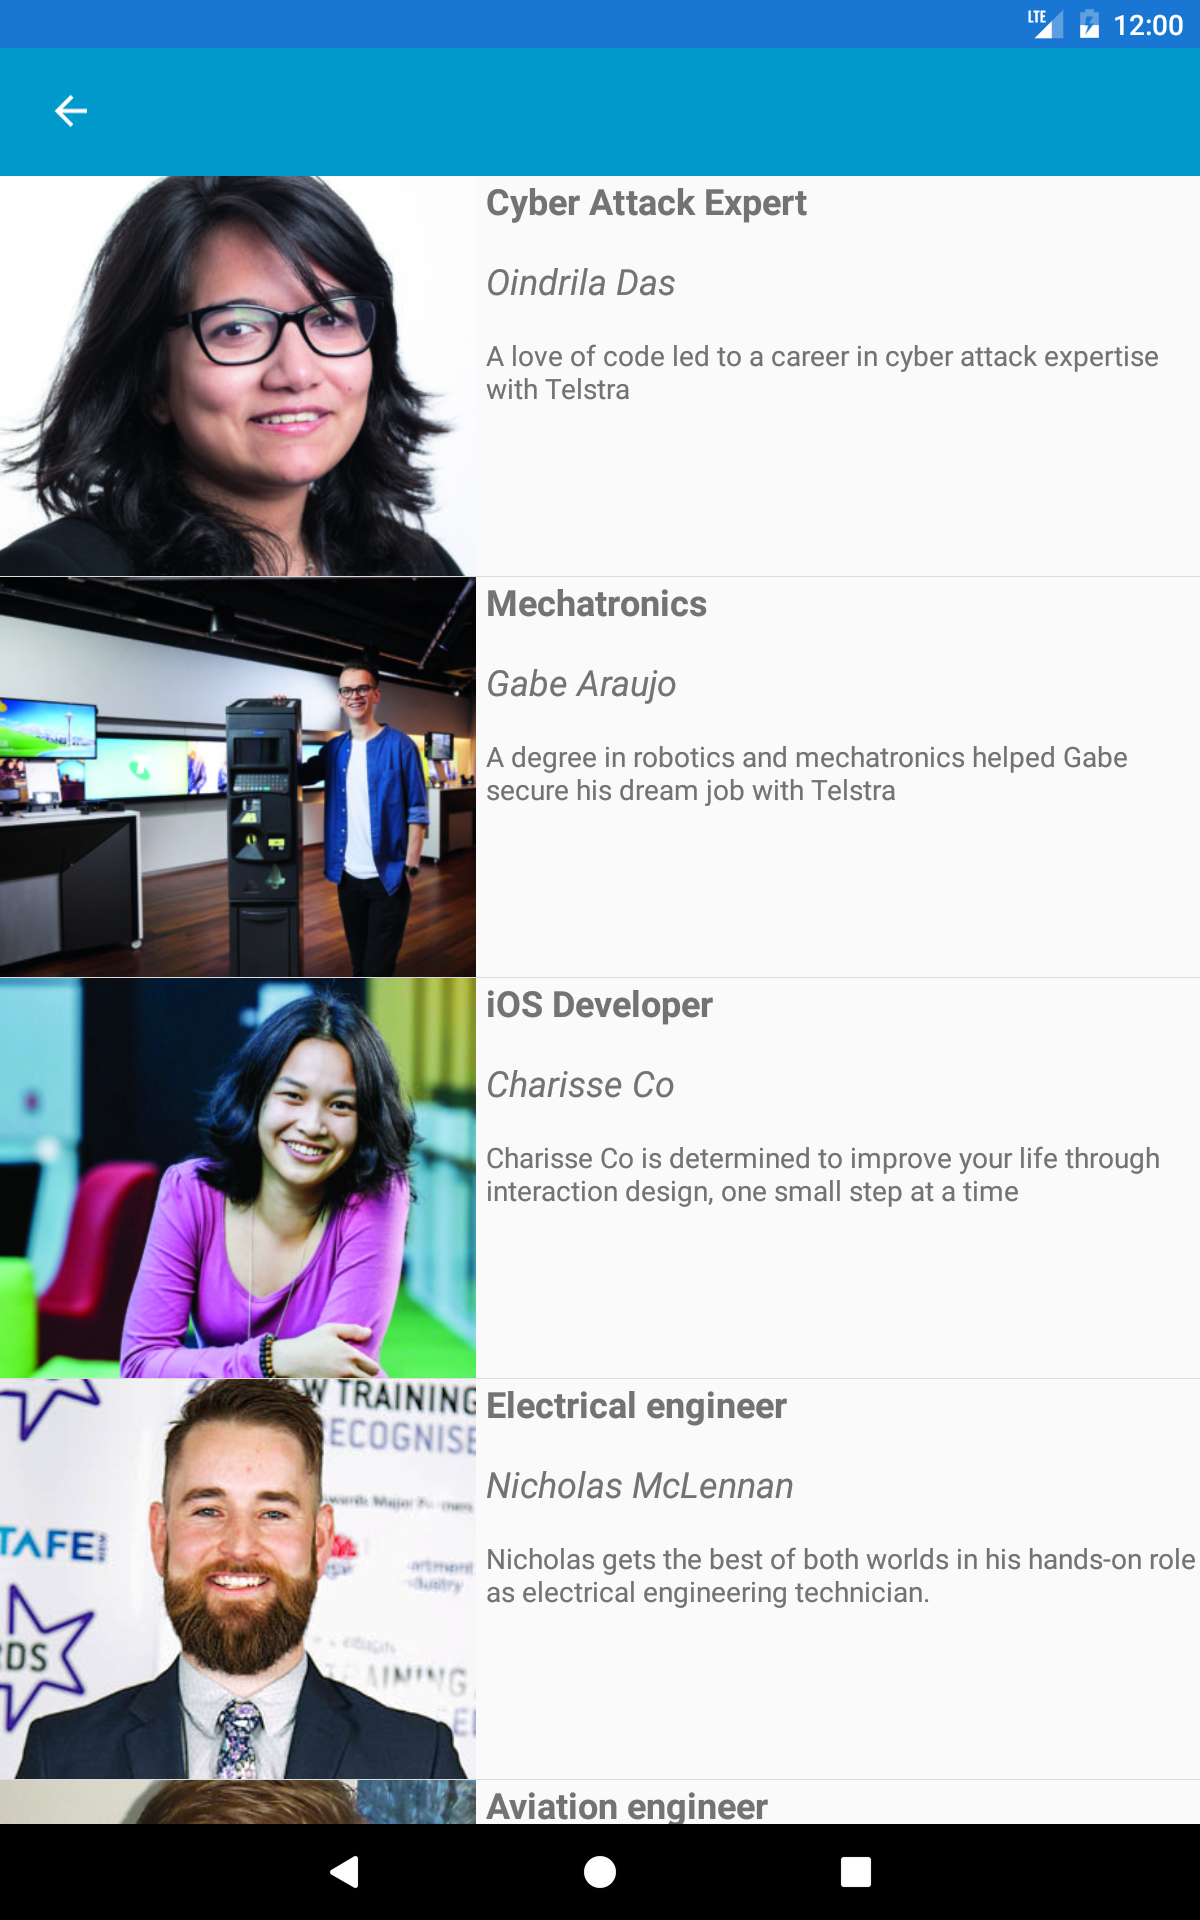 LTE 12:00
Cyber Attack Expert
Oindrila Das
A love of code led to a career in cyber attack expertise
with Telstra
Mechatronics
Gabe Araujo
A degree in robotics and mechatronics helped Gabe
secure his dream job with Telstra
iOS Developer
Charisse Co
Charisse Co is determined to improve your life through
interaction design, one small step at a time
W TRAINING
ECOGNISE
TAFE
RDS
Electrical engineer
Nicholas McLennan
Nicholas gets the best of both worlds in his hands-on role
as electrical engineering technician.
Aviation engineer